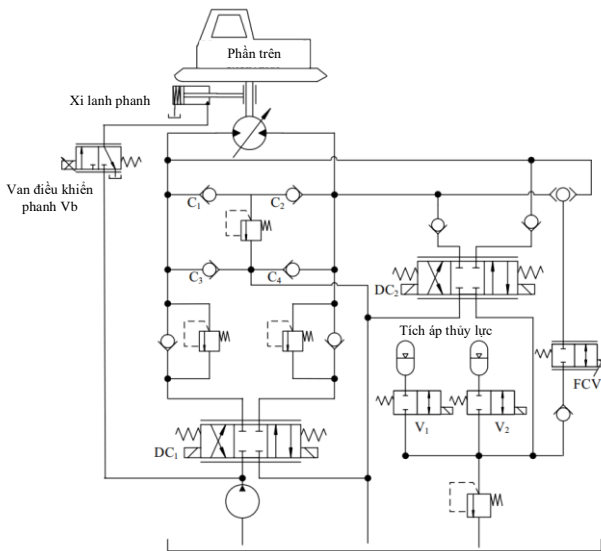 Phần trên
Xi lanh phanh
Van điều khiển
phanh Vb
C₁
C₂
C₃
C₄
DC₂
Tích áp thủy lực
FCV
V₁
V₂
DC₁